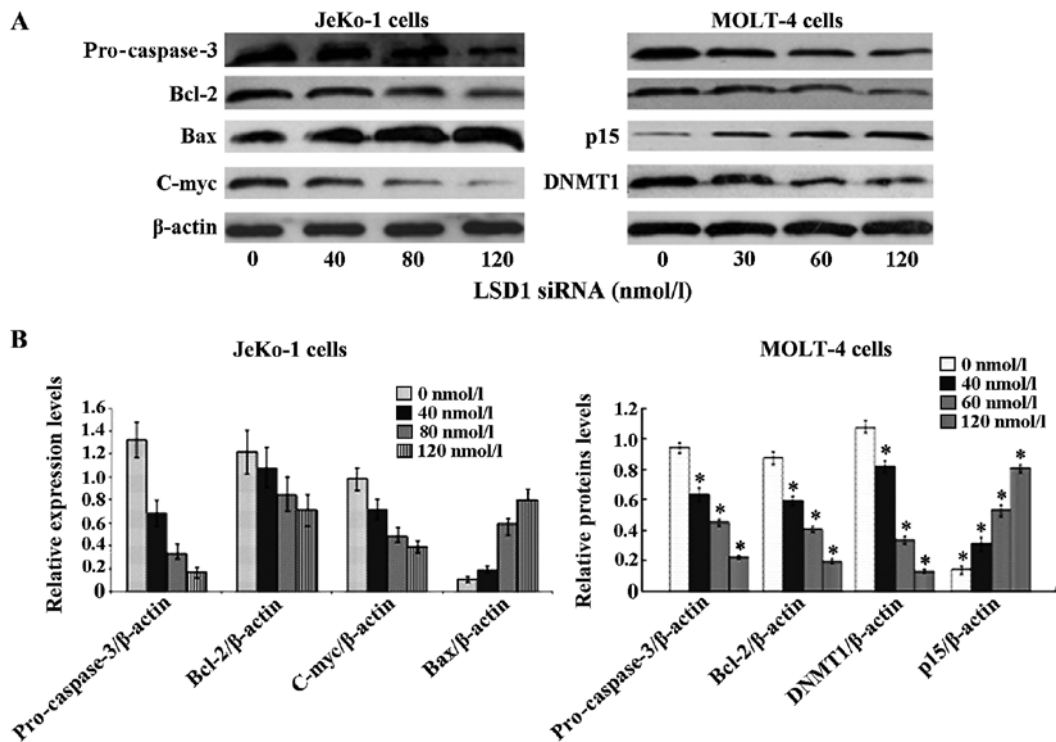 A
JeKo-1 cells
MOLT-4 cells
Pro-caspase-3
Bcl-2
Bax
p15
C-myc
DNMT1
β-actin
0 40 80 120
0 30 60 120
LSD1 siRNA (nmol/l)
B
JeKo-1 cells
MOLT-4 cells
0 nmol/l
40 nmol/l
80 nmol/l
120 nmol/l
Relative expression levels
1.6
1.4
1.2
0.8
0.6
0.4
0.2
0
Pro-caspase-3/β-actin
Bcl-2/β-actin
C-myc/β-actin
Bax/β-actin
0 nmol/l
40 nmol/l
60 nmol/l
120 nmol/l
Relative proteins levels
1.2
1.0
0.8
0.6
0.4
0.2
0
* * *
* * *
* * *
* * * *
Pro-caspase-3/β-actin
Bcl-2/β-actin
DNMT1/β-actin
p15/β-actin